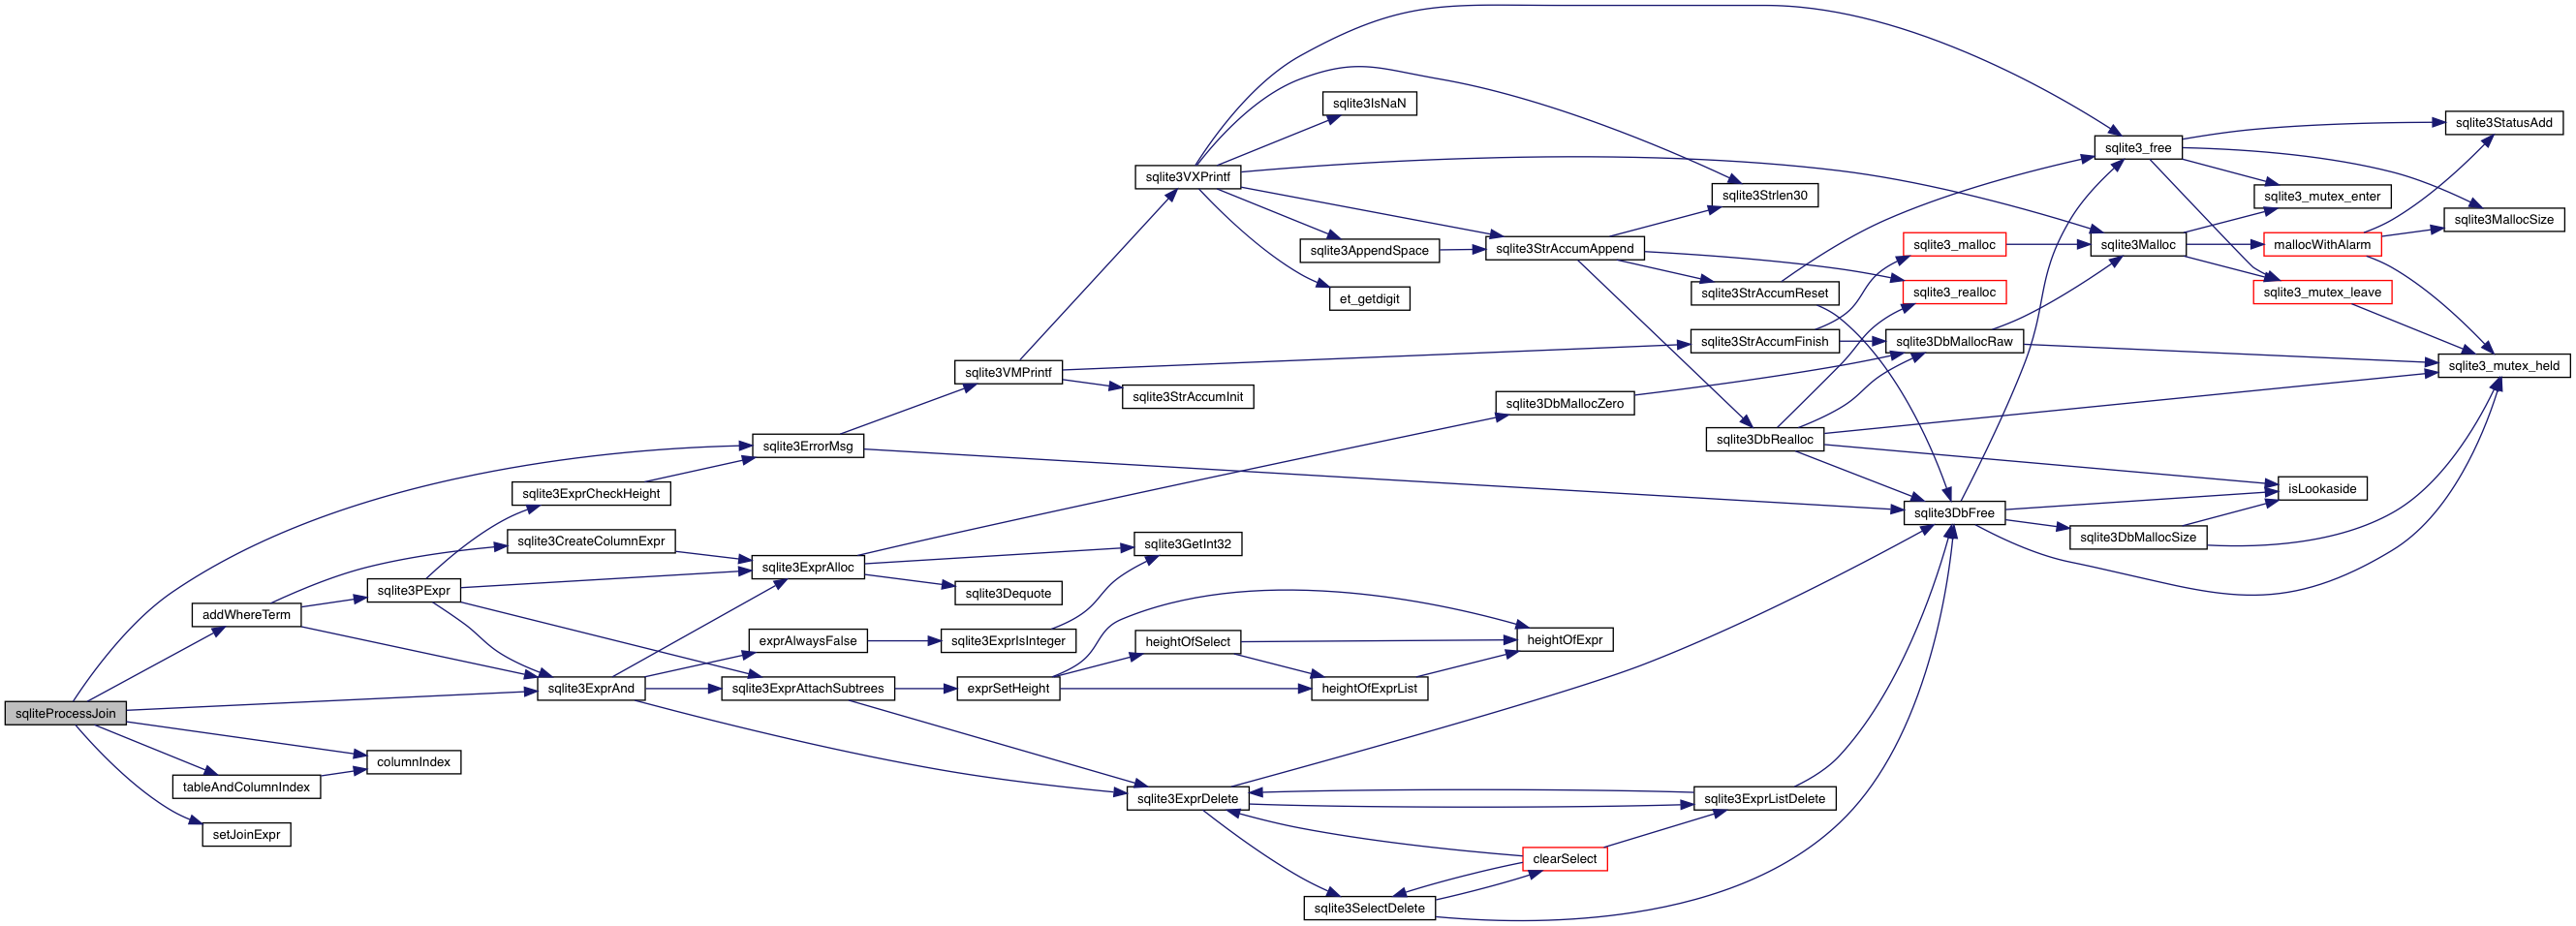 sqliteProcessJoin
addWhereTerm
tableAndColumnIndex
setJoinExpr
sqlite3PExpr
columnIndex
sqlite3ExprCheckHeight
sqlite3CreateColumnExpr
sqlite3ExprAnd
sqlite3ErrorMsg
sqlite3ExprAlloc
exprAlwaysFalse
sqlite3ExprAttachSubtrees
sqlite3VMPrintf
sqlite3Dequote
sqlite3ExprIsInteger
exprSetHeight
sqlite3VXPrintf
sqlite3StrAccumInit
sqlite3GetInt32
heightOfSelect
sqlite3ExprDelete
sqlite3IsNaN
sqlite3AppendSpace
et_getdigit
heightOfExprList
sqlite3SelectDelete
sqlite3StrAccumAppend
sqlite3DbMallocZero
heightOfExpr
clearSelect
sqlite3Strlen30
sqlite3StrAccumReset
sqlite3StrAccumFinish
sqlite3DbRealloc
sqlite3ExprListDelete
sqlite3_malloc
sqlite3_realloc
sqlite3DbMallocRaw
sqlite3DbFree
sqlite3_free
sqlite3Malloc
sqlite3DbMallocSize
sqlite3_mutex_enter
mallocWithAlarm
sqlite3_mutex_leave
isLookaside
sqlite3StatusAdd
sqlite3MallocSize
sqlite3_mutex_held